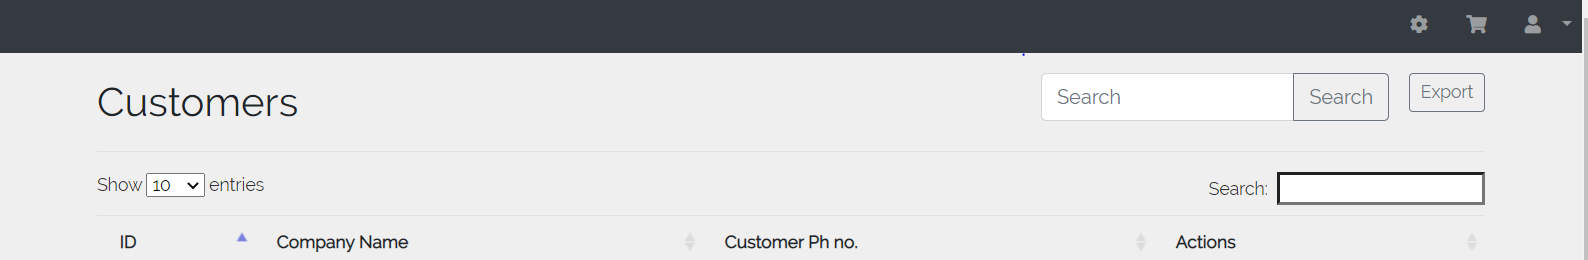 Customers
Search Search Export
Show 10 entries
Search:
ID Company Name Customer Ph no. Actions